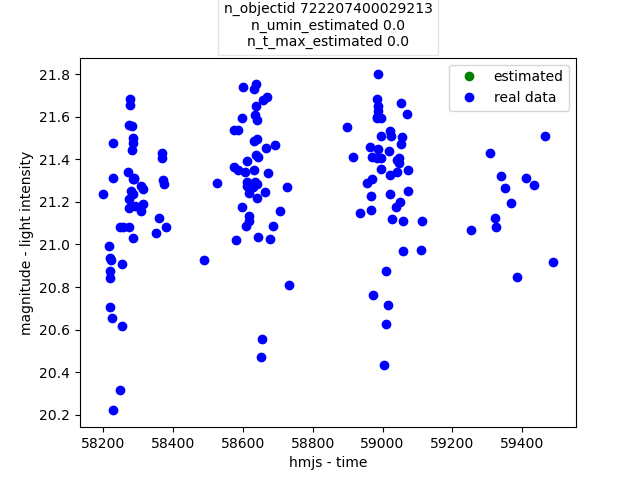 n_objectid 722207400029213
n_umin_estimated 0.0
n_t_max_estimated 0.0
estimated
real data
magnitude - light intensity
21.8
21.6
21.4
21.2
21.0
20.8
20.6
20.4
20.2
58200 58400 58600 58800 59000 59200 59400
hmjs - time